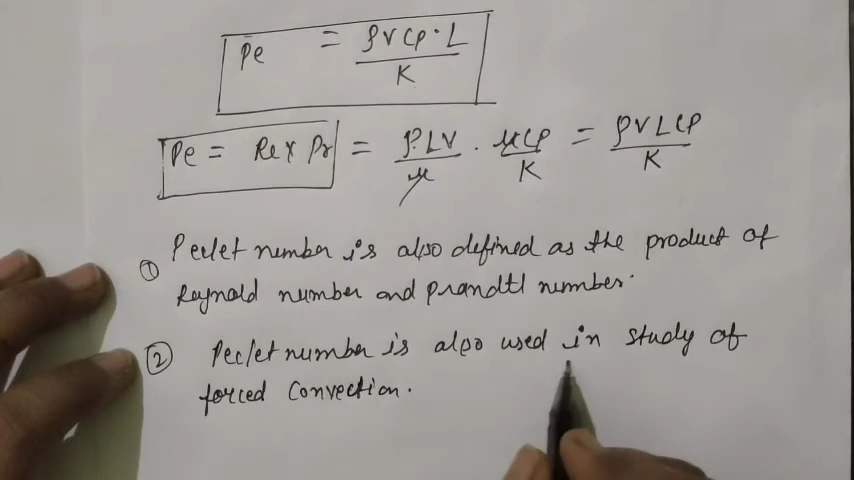 Pe = ρVCp·L / K
Pe = Re x Pr = ρLV / μ · μCp / K = ρVLCp / K
① Peclet number is also defined as the product of
Reynold number and prandtl number.
② Peclet number is also used in study of
forced convection.